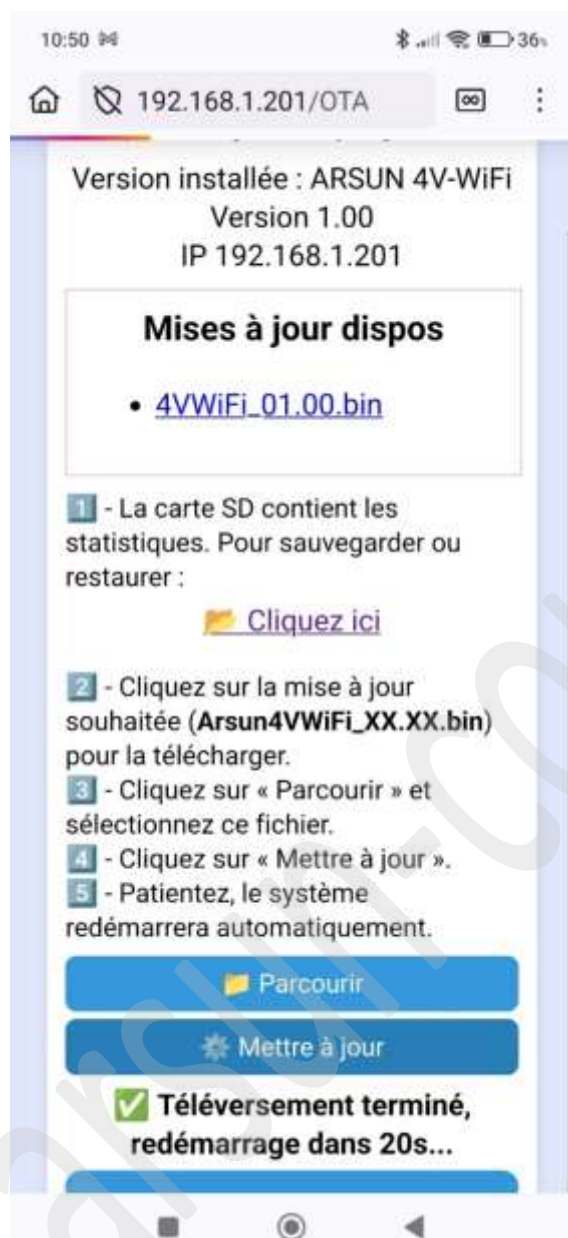 10:50
36%
192.168.1.201/OTA
Version installée : ARSUN 4V-WiFi
Version 1.00
IP 192.168.1.201
Mises à jour dispos
• 4VWiFi_01.00.bin
1 - La carte SD contient les
statistiques. Pour sauvegarder ou
restaurer :
📂 Cliquez ici
2 - Cliquez sur la mise à jour
souhaitée (Arsun4VWiFi_XX.XX.bin)
pour la télécharger.
3 - Cliquez sur « Parcourir » et
sélectionnez ce fichier.
4 - Cliquez sur « Mettre à jour ».
5 - Patientez, le système
redémarrera automatiquement.
📁 Parcourir
⚙️ Mettre à jour
✅ Téléversement terminé,
redémarrage dans 20s...